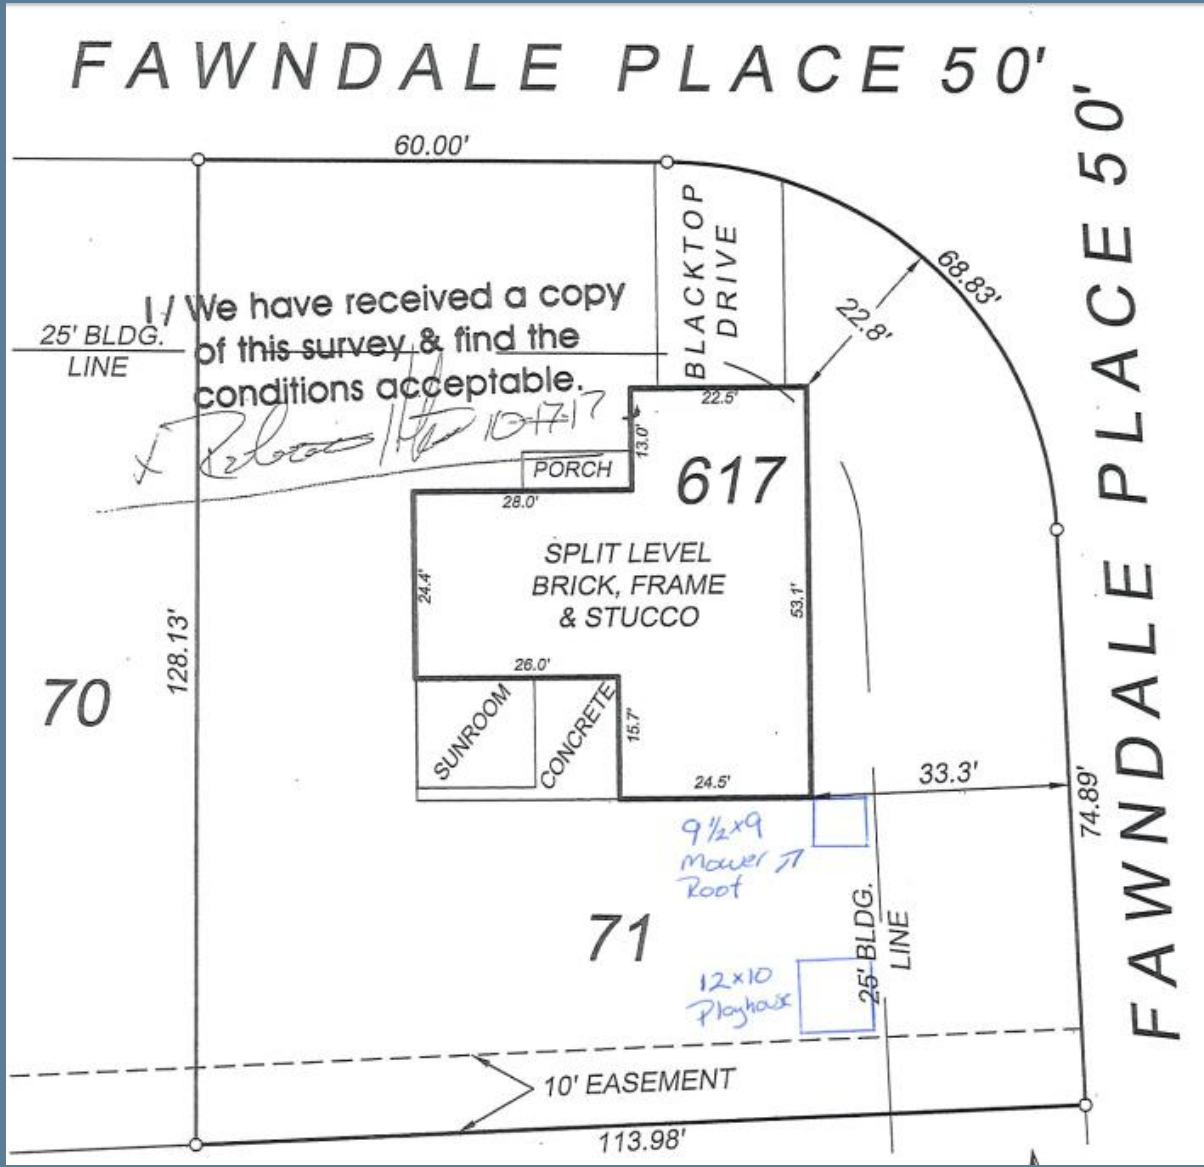 FAWNDALE PLACE 50'
FAWNDALE PLACE 50'
60.00'
68.83'
BLACKTOP
DRIVE
22.8'
I / We have received a copy
of this survey & find the
conditions acceptable.
25' BLDG.
LINE
10-17-17
22.5'
13.0'
PORCH
28.0'
617
SPLIT LEVEL
BRICK, FRAME
& STUCCO
24.4'
53.1'
128.13'
70
26.0'
SUNROOM
CONCRETE
15.7'
24.5'
33.3'
74.89'
9 1/2x9
Mower
Roof
71
25' BLDG.
LINE
12x10
Playhouse
10' EASEMENT
113.98'